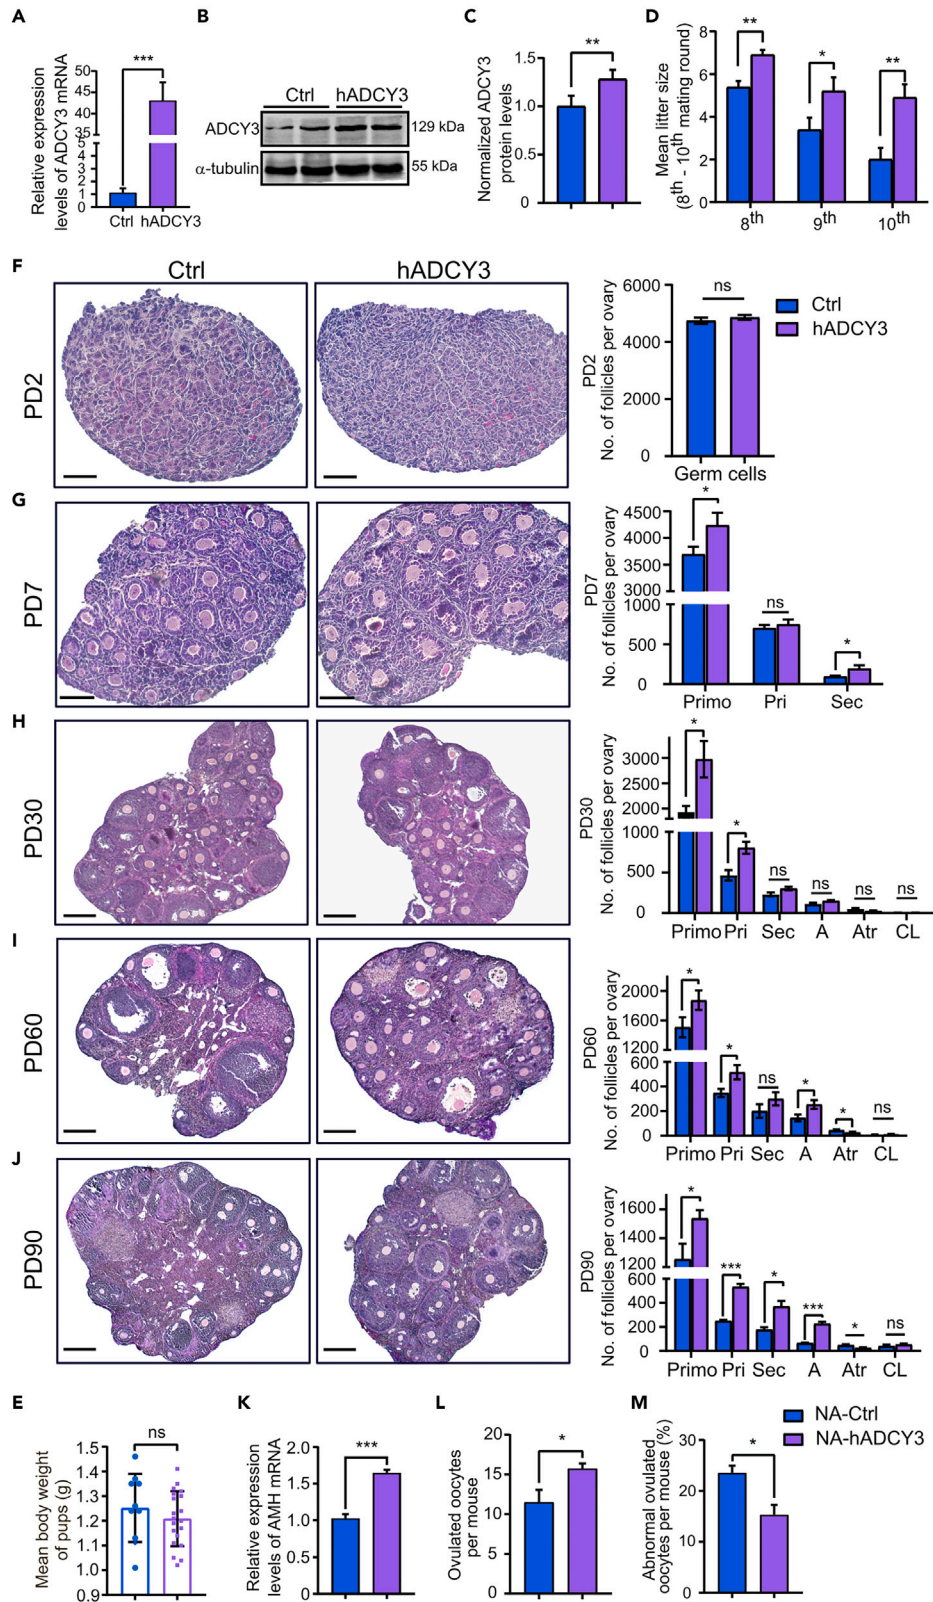 A
Relative expression
levels of ADCY3 mRNA
***
50
45
40
35
5
4
3
2
1
0
Ctrl hADCY3
B
Ctrl hADCY3
ADCY3 129 kDa
α-tubulin 55 kDa
C
Normalized ADCY3
protein levels
**
1.5
1.0
0.5
0
D
Mean litter size
(8th - 10th mating round)
** * **
8
6
4
2
0
8th 9th 10th
F
Ctrl hADCY3
PD2
PD2
No. of follicles per ovary
6000
4000
2000
0
ns
Germ cells
Ctrl
hADCY3
G
PD7
PD7
No. of follicles per ovary
4500
4000
3500
3000
1000
500
0
* ns *
Primo Pri Sec
H
PD30
PD30
No. of follicles per ovary
3000
2500
2000
1000
500
0
* * ns ns ns ns
Primo Pri Sec A Atr CL
I
PD60
PD60
No. of follicles per ovary
2000
1600
1200
600
400
200
0
* * ns * * ns
Primo Pri Sec A Atr CL
J
PD90
PD90
No. of follicles per ovary
1600
1400
1200
600
400
200
0
* *** * *** * ns
Primo Pri Sec A Atr CL
E
Mean body weight
of pups (g)
ns
1.5
1.4
1.3
1.2
1.1
1.0
0.9
K
Relative expression
levels of AMH mRNA
***
2.0
1.5
1.0
0.5
0
L
Ovulated oocytes
per mouse
*
20
15
10
5
0
M
Abnormal ovulated
oocytes per mouse (%)
*
30
20
10
0
NA-Ctrl
NA-hADCY3